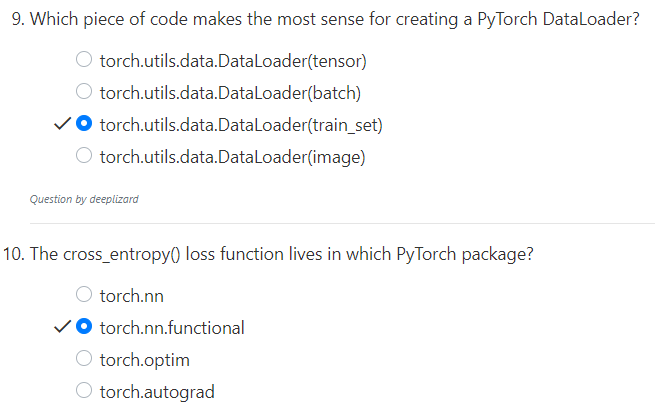 9. Which piece of code makes the most sense for creating a PyTorch DataLoader?
torch.utils.data.DataLoader(tensor)
torch.utils.data.DataLoader(batch)
torch.utils.data.DataLoader(train_set)
torch.utils.data.DataLoader(image)
Question by deeplizard
10. The cross_entropy() loss function lives in which PyTorch package?
torch.nn
torch.nn.functional
torch.optim
torch.autograd